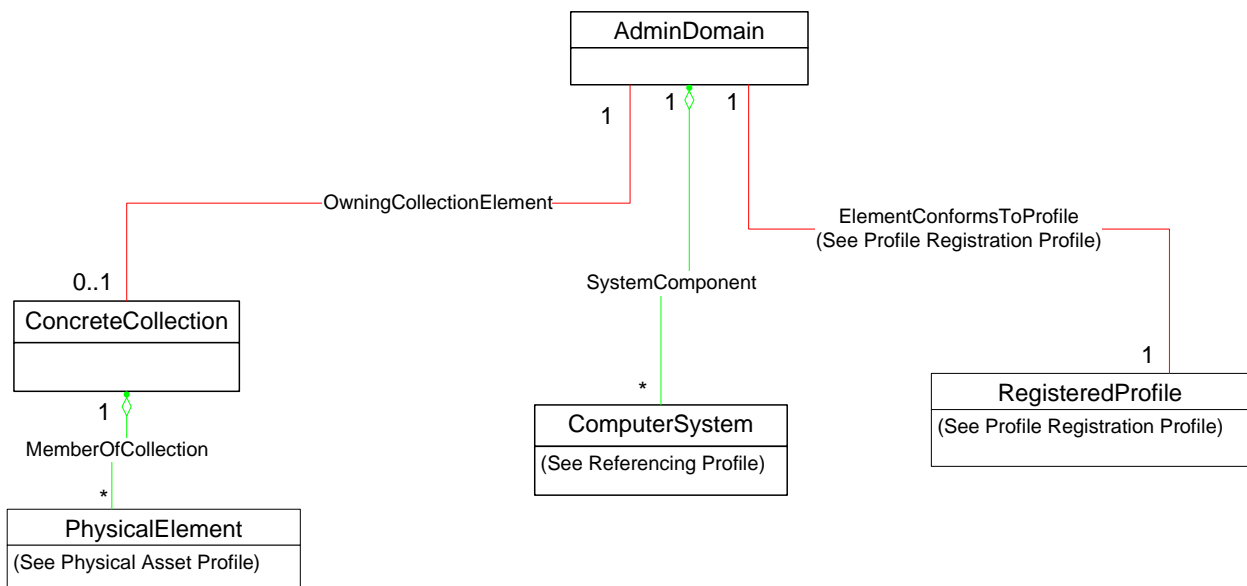 AdminDomain
1
1
1
OwningCollectionElement
ElementConformsToProfile
(See Profile Registration Profile)
0..1
SystemComponent
ConcreteCollection
1
*
1
RegisteredProfile
(See Profile Registration Profile)
ComputerSystem
(See Referencing Profile)
MemberOfCollection
*
PhysicalElement
(See Physical Asset Profile)